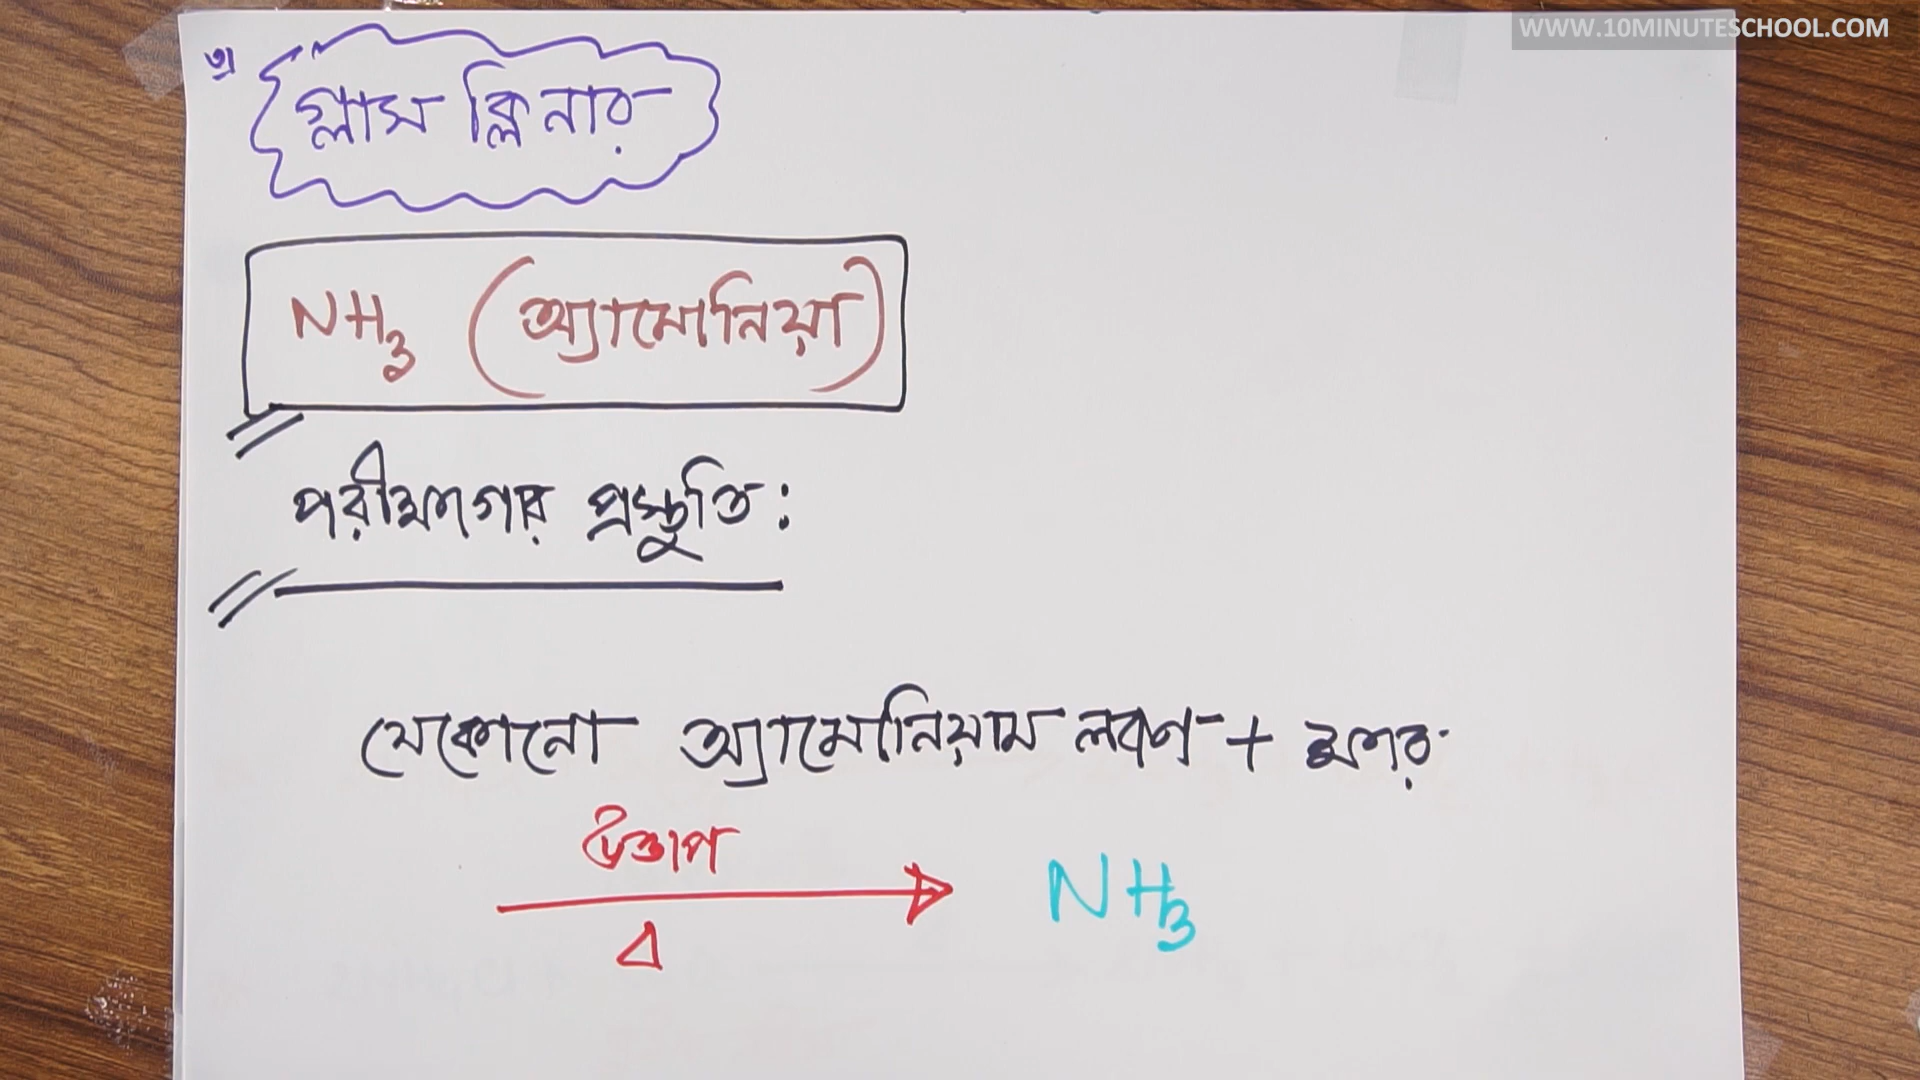 WWW.10MINUTESCHOOL.COM
গ্লাস ক্লিনার
NH₃ (অ্যামোনিয়া)
পরীক্ষাগার প্রস্তুতি:
যেকোনো অ্যামোনিয়াম লবণ + ক্ষার
উত্তাপ
Δ
NH₃